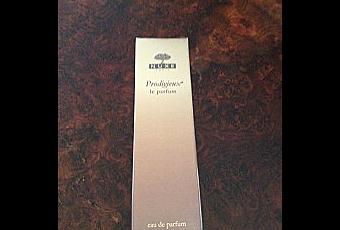 NUXE
Prodigieux®
le parfum
eau de parfum